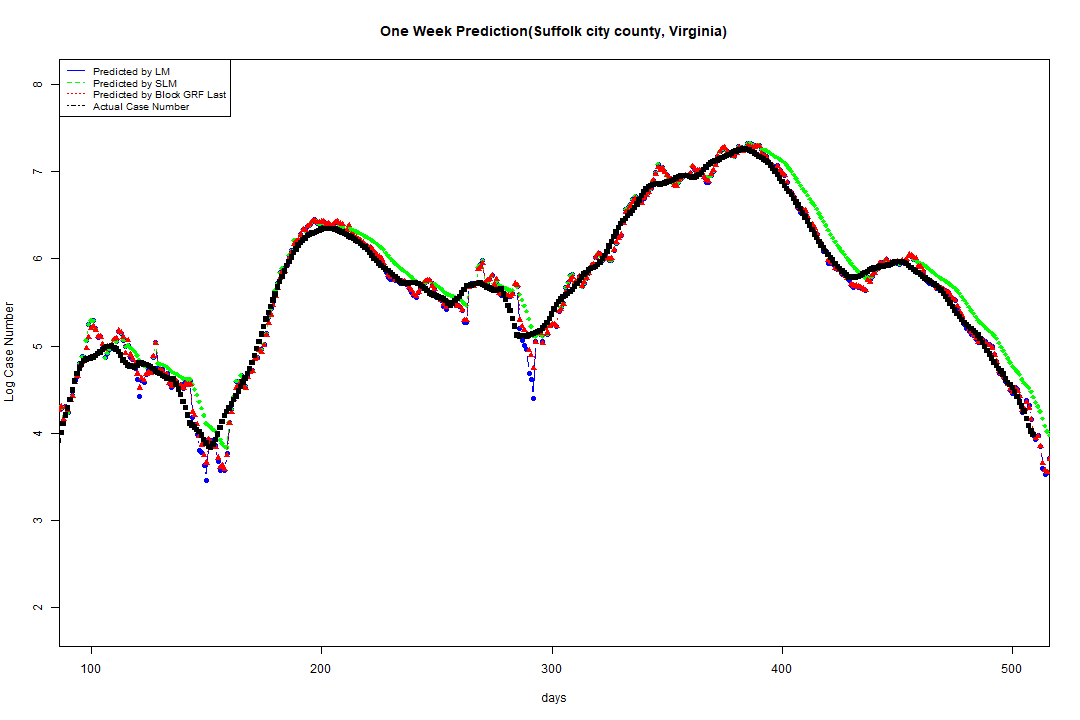 One Week Prediction(Suffolk city county, Virginia)
Predicted by LM
Predicted by SLM
Predicted by Block GRF Last
Actual Case Number
8
7
6
5
4
3
2
Log Case Number
100 200 300 400 500
days